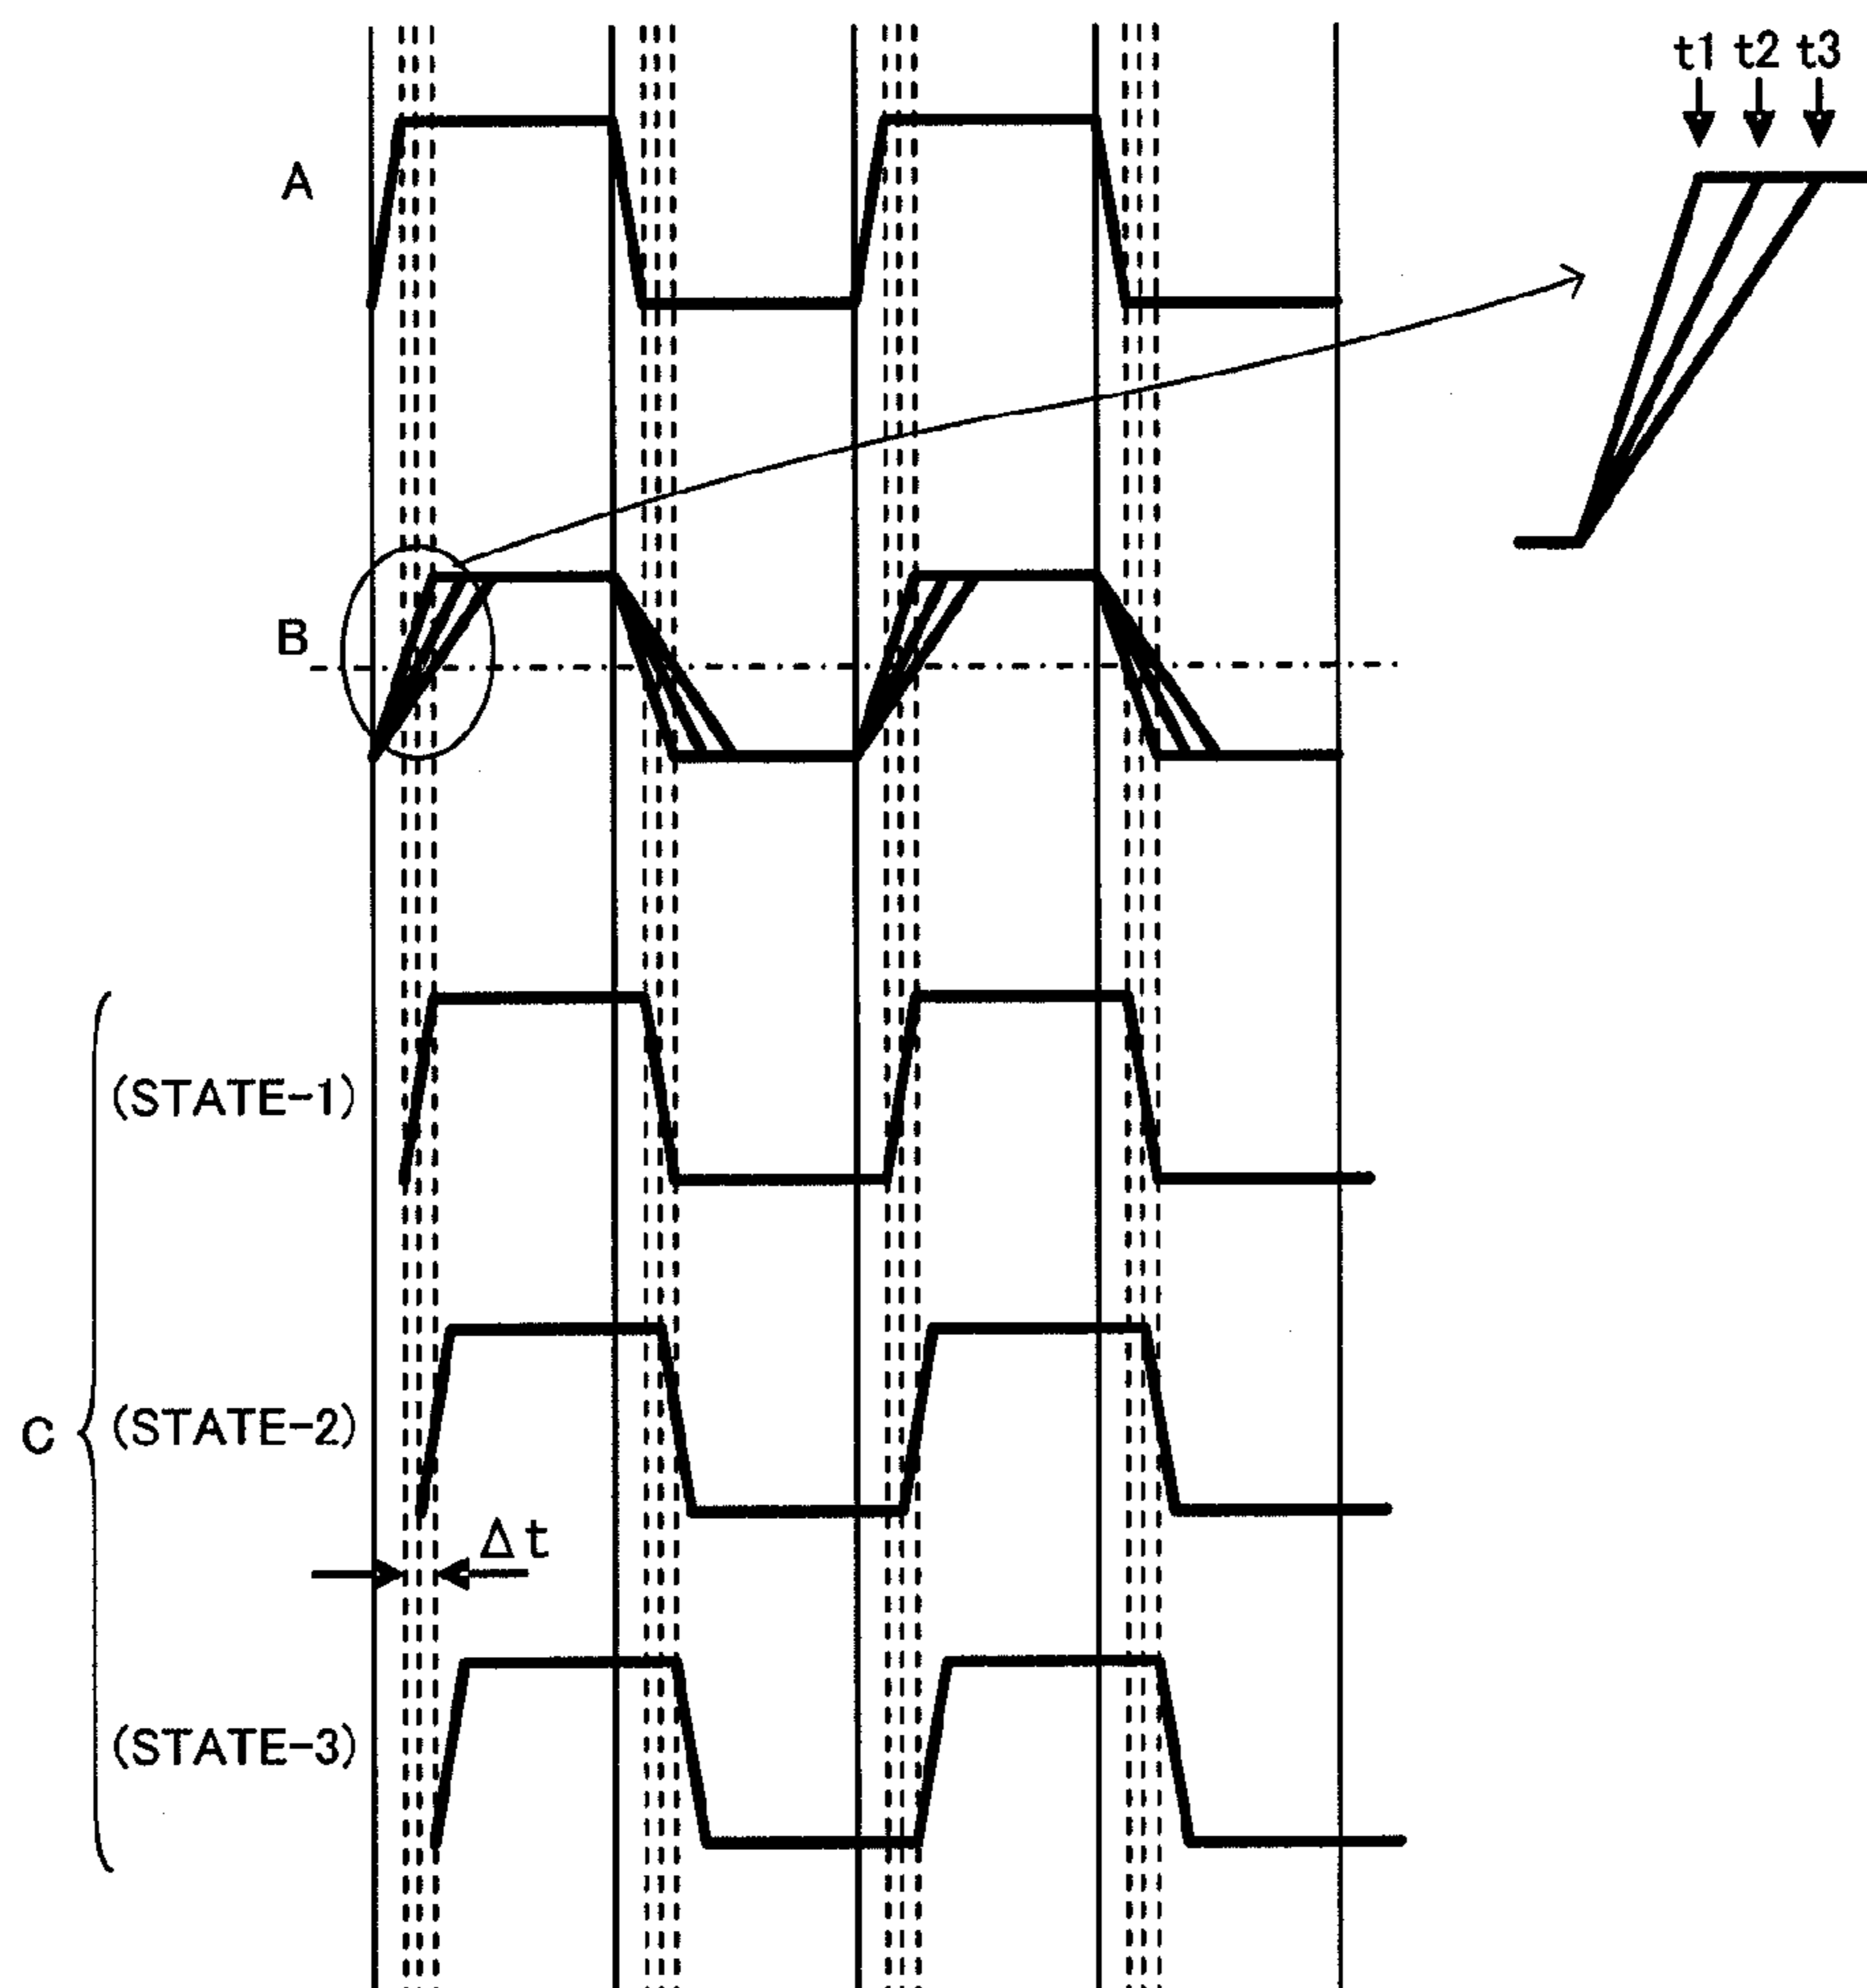 t1 t2 t3
A
B
(STATE-1)
C
(STATE-2)
Δt
(STATE-3)